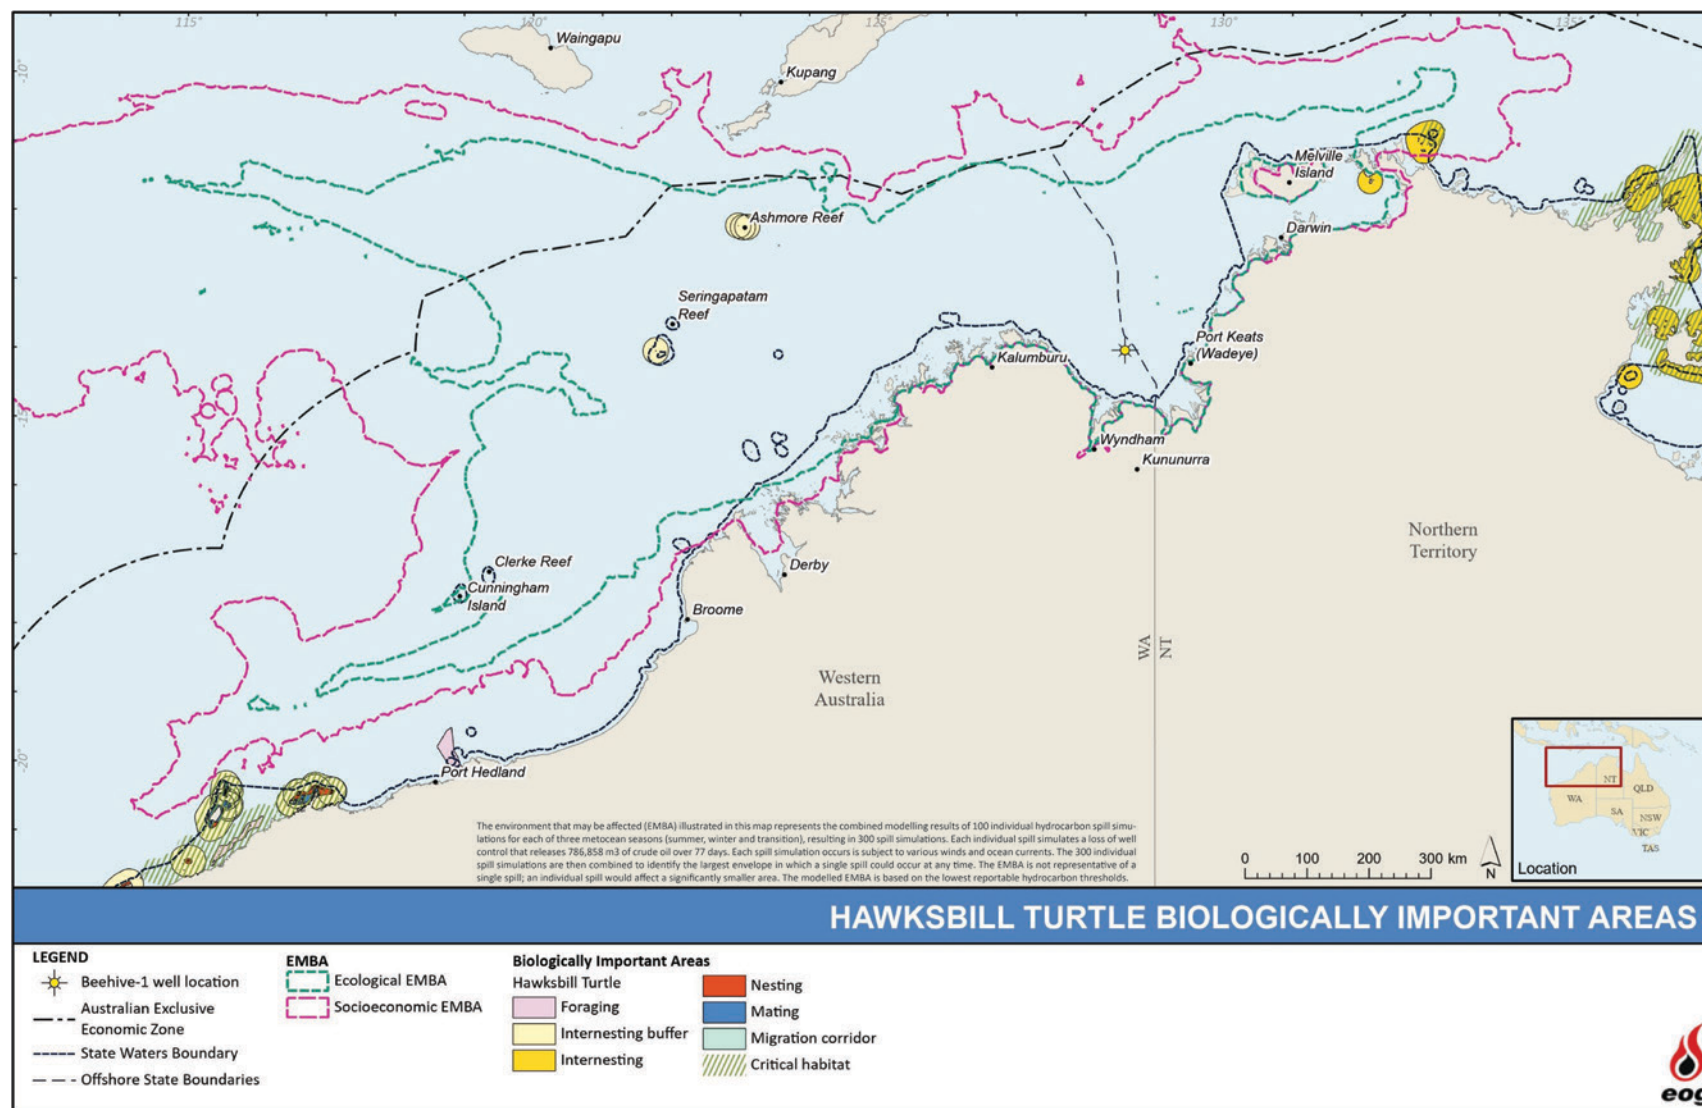 115°
120°
125°
130°
135°
-10°
-15°
-20°
Waingapu
Kupang
Melville
Island
Ashmore Reef
Darwin
Seringapatam
Reef
Port Keats
(Wadeye)
Kalumburu
Wyndham
Kununurra
Northern
Territory
Clerke Reef
Cunningham
Island
Derby
Broome
WA
NT
Western
Australia
Port Hedland
The environment that may be affected (EMBA) illustrated in this map represents the combined modelling results of 100 individual hydrocarbon spill simu-
lations for each of three metocean seasons (summer, winter and transition), resulting in 300 spill simulations. Each individual spill simulates a loss of well
control that releases 786,858 m3 of crude oil over 77 days. Each spill simulation occurs is subject to various winds and ocean currents. The 300 individual
spill simulations are then combined to identify the largest envelope in which a single spill could occur at any time. The EMBA is not representative of a
single spill; an individual spill would affect a significantly smaller area. The modelled EMBA is based on the lowest reportable hydrocarbon thresholds.
0 100 200 300 km
N
NT
QLD
WA
SA
NSW
VIC
TAS
Location
HAWKSBILL TURTLE BIOLOGICALLY IMPORTANT AREAS
LEGEND
Beehive-1 well location
Australian Exclusive
Economic Zone
State Waters Boundary
Offshore State Boundaries
EMBA
Ecological EMBA
Socioeconomic EMBA
Biologically Important Areas
Hawksbill Turtle
Foraging
Internesting buffer
Internesting
Nesting
Mating
Migration corridor
Critical habitat
eog